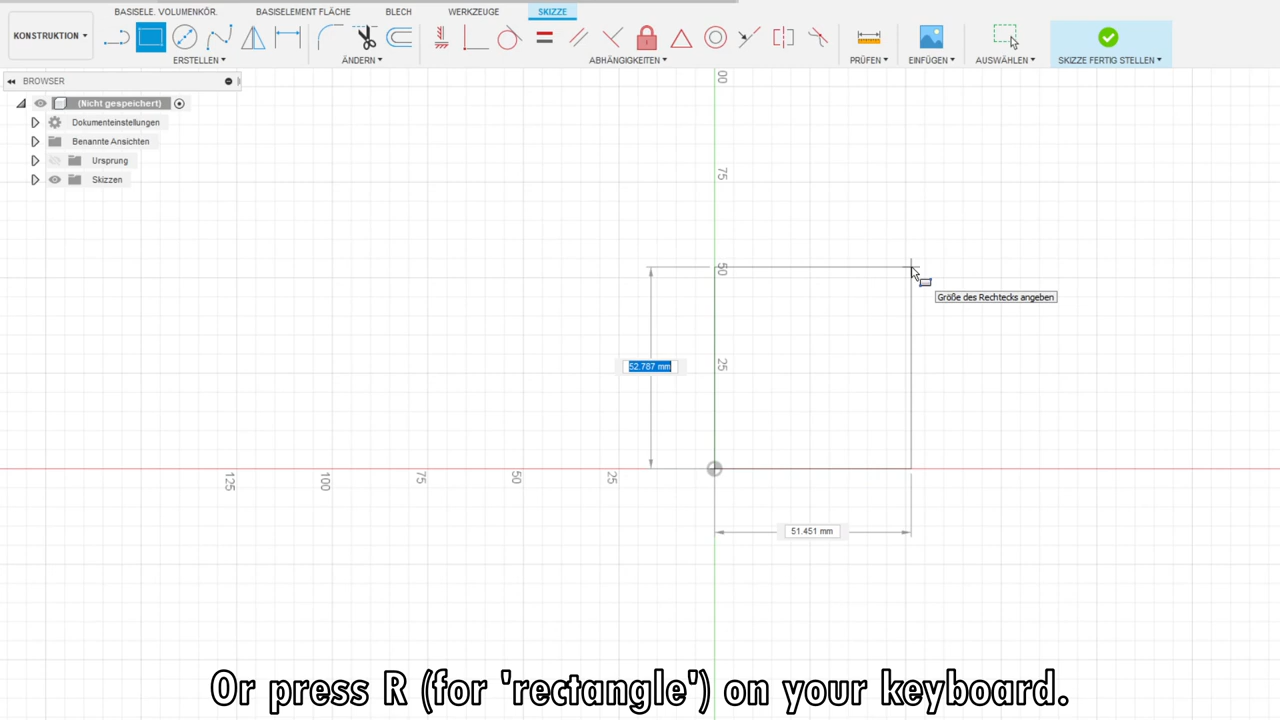 BASISELE. VOLUMENKÖR.
BASISELEMENT FLÄCHE
BLECH
WERKZEUGE
SKIZZE
KONSTRUKTION
ERSTELLEN
ÄNDERN
ABHÄNGIGKEITEN
PRÜFEN
EINFÜGEN
AUSWÄHLEN
SKIZZE FERTIG STELLEN
BROWSER
(Nicht gespeichert)
Dokumenteinstellungen
Benannte Ansichten
Ursprung
Skizzen
00
75
50
25
Größe des Rechtecks angeben
52.787 mm
125
100
75
50
25
51.451 mm
Or press R (for 'rectangle') on your keyboard.